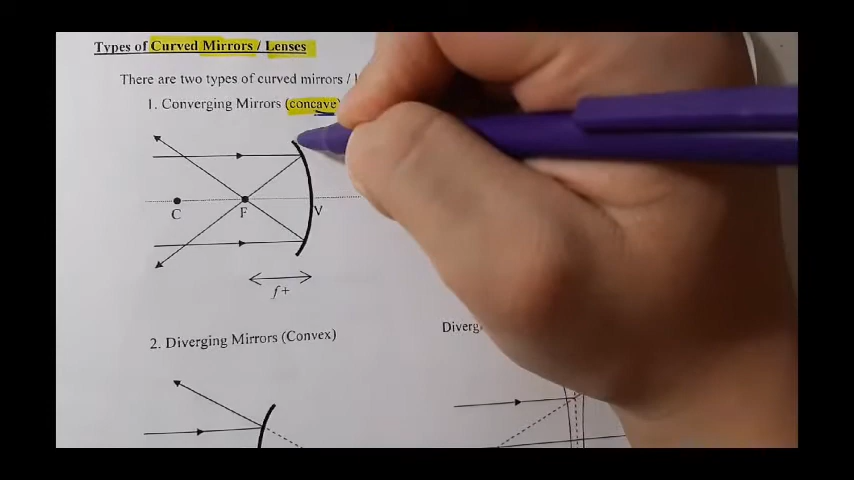 Types of Curved Mirrors / Lenses
There are two types of curved mirrors /
1. Converging Mirrors (concave)
C
F
V
f+
2. Diverging Mirrors (Convex)